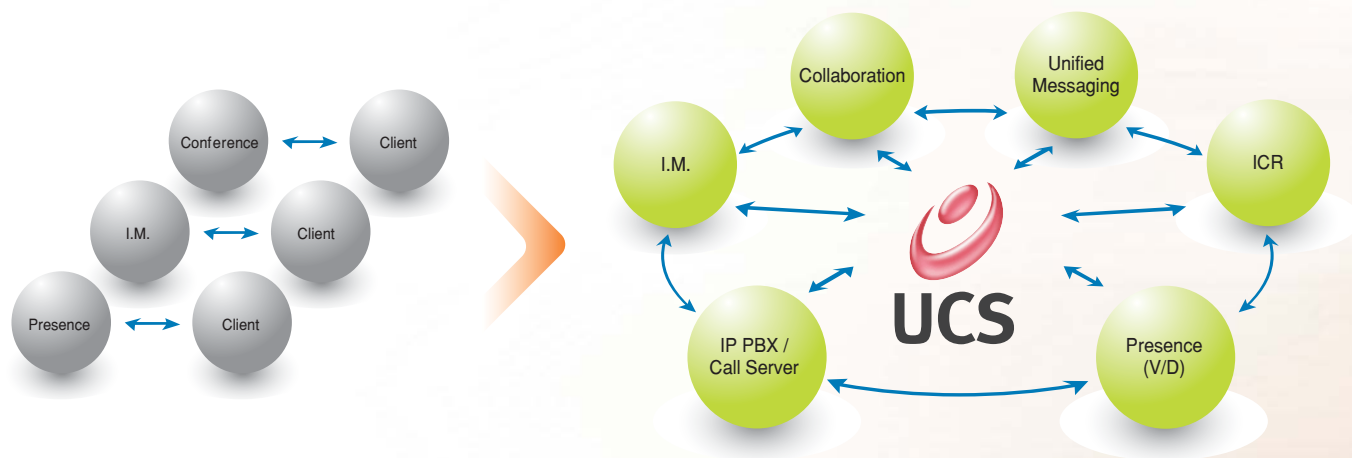 Conference
Client
I.M.
Client
Presence
Client
Collaboration
Unified
Messaging
I.M.
ICR
UCS
IP PBX /
Call Server
Presence
(V/D)